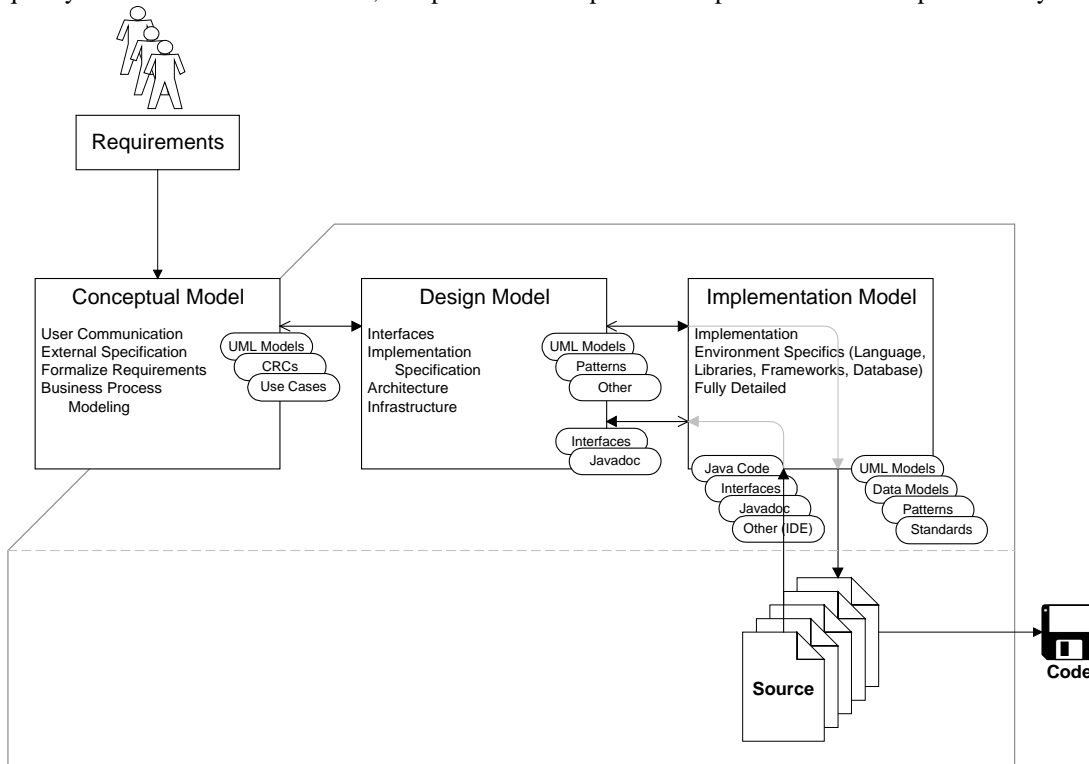 Requirements
Conceptual Model
User Communication
External Specification
Formalize Requirements
Business Process
Modeling
UML Models
CRCs
Use Cases
Design Model
Interfaces
Implementation
Specification
Architecture
Infrastructure
UML Models
Patterns
Other
Interfaces
Javadoc
Implementation Model
Implementation
Environment Specifics (Language,
Libraries, Frameworks, Database)
Fully Detailed
Java Code
Interfaces
Javadoc
Other (IDE)
UML Models
Data Models
Patterns
Standards
Source
Code